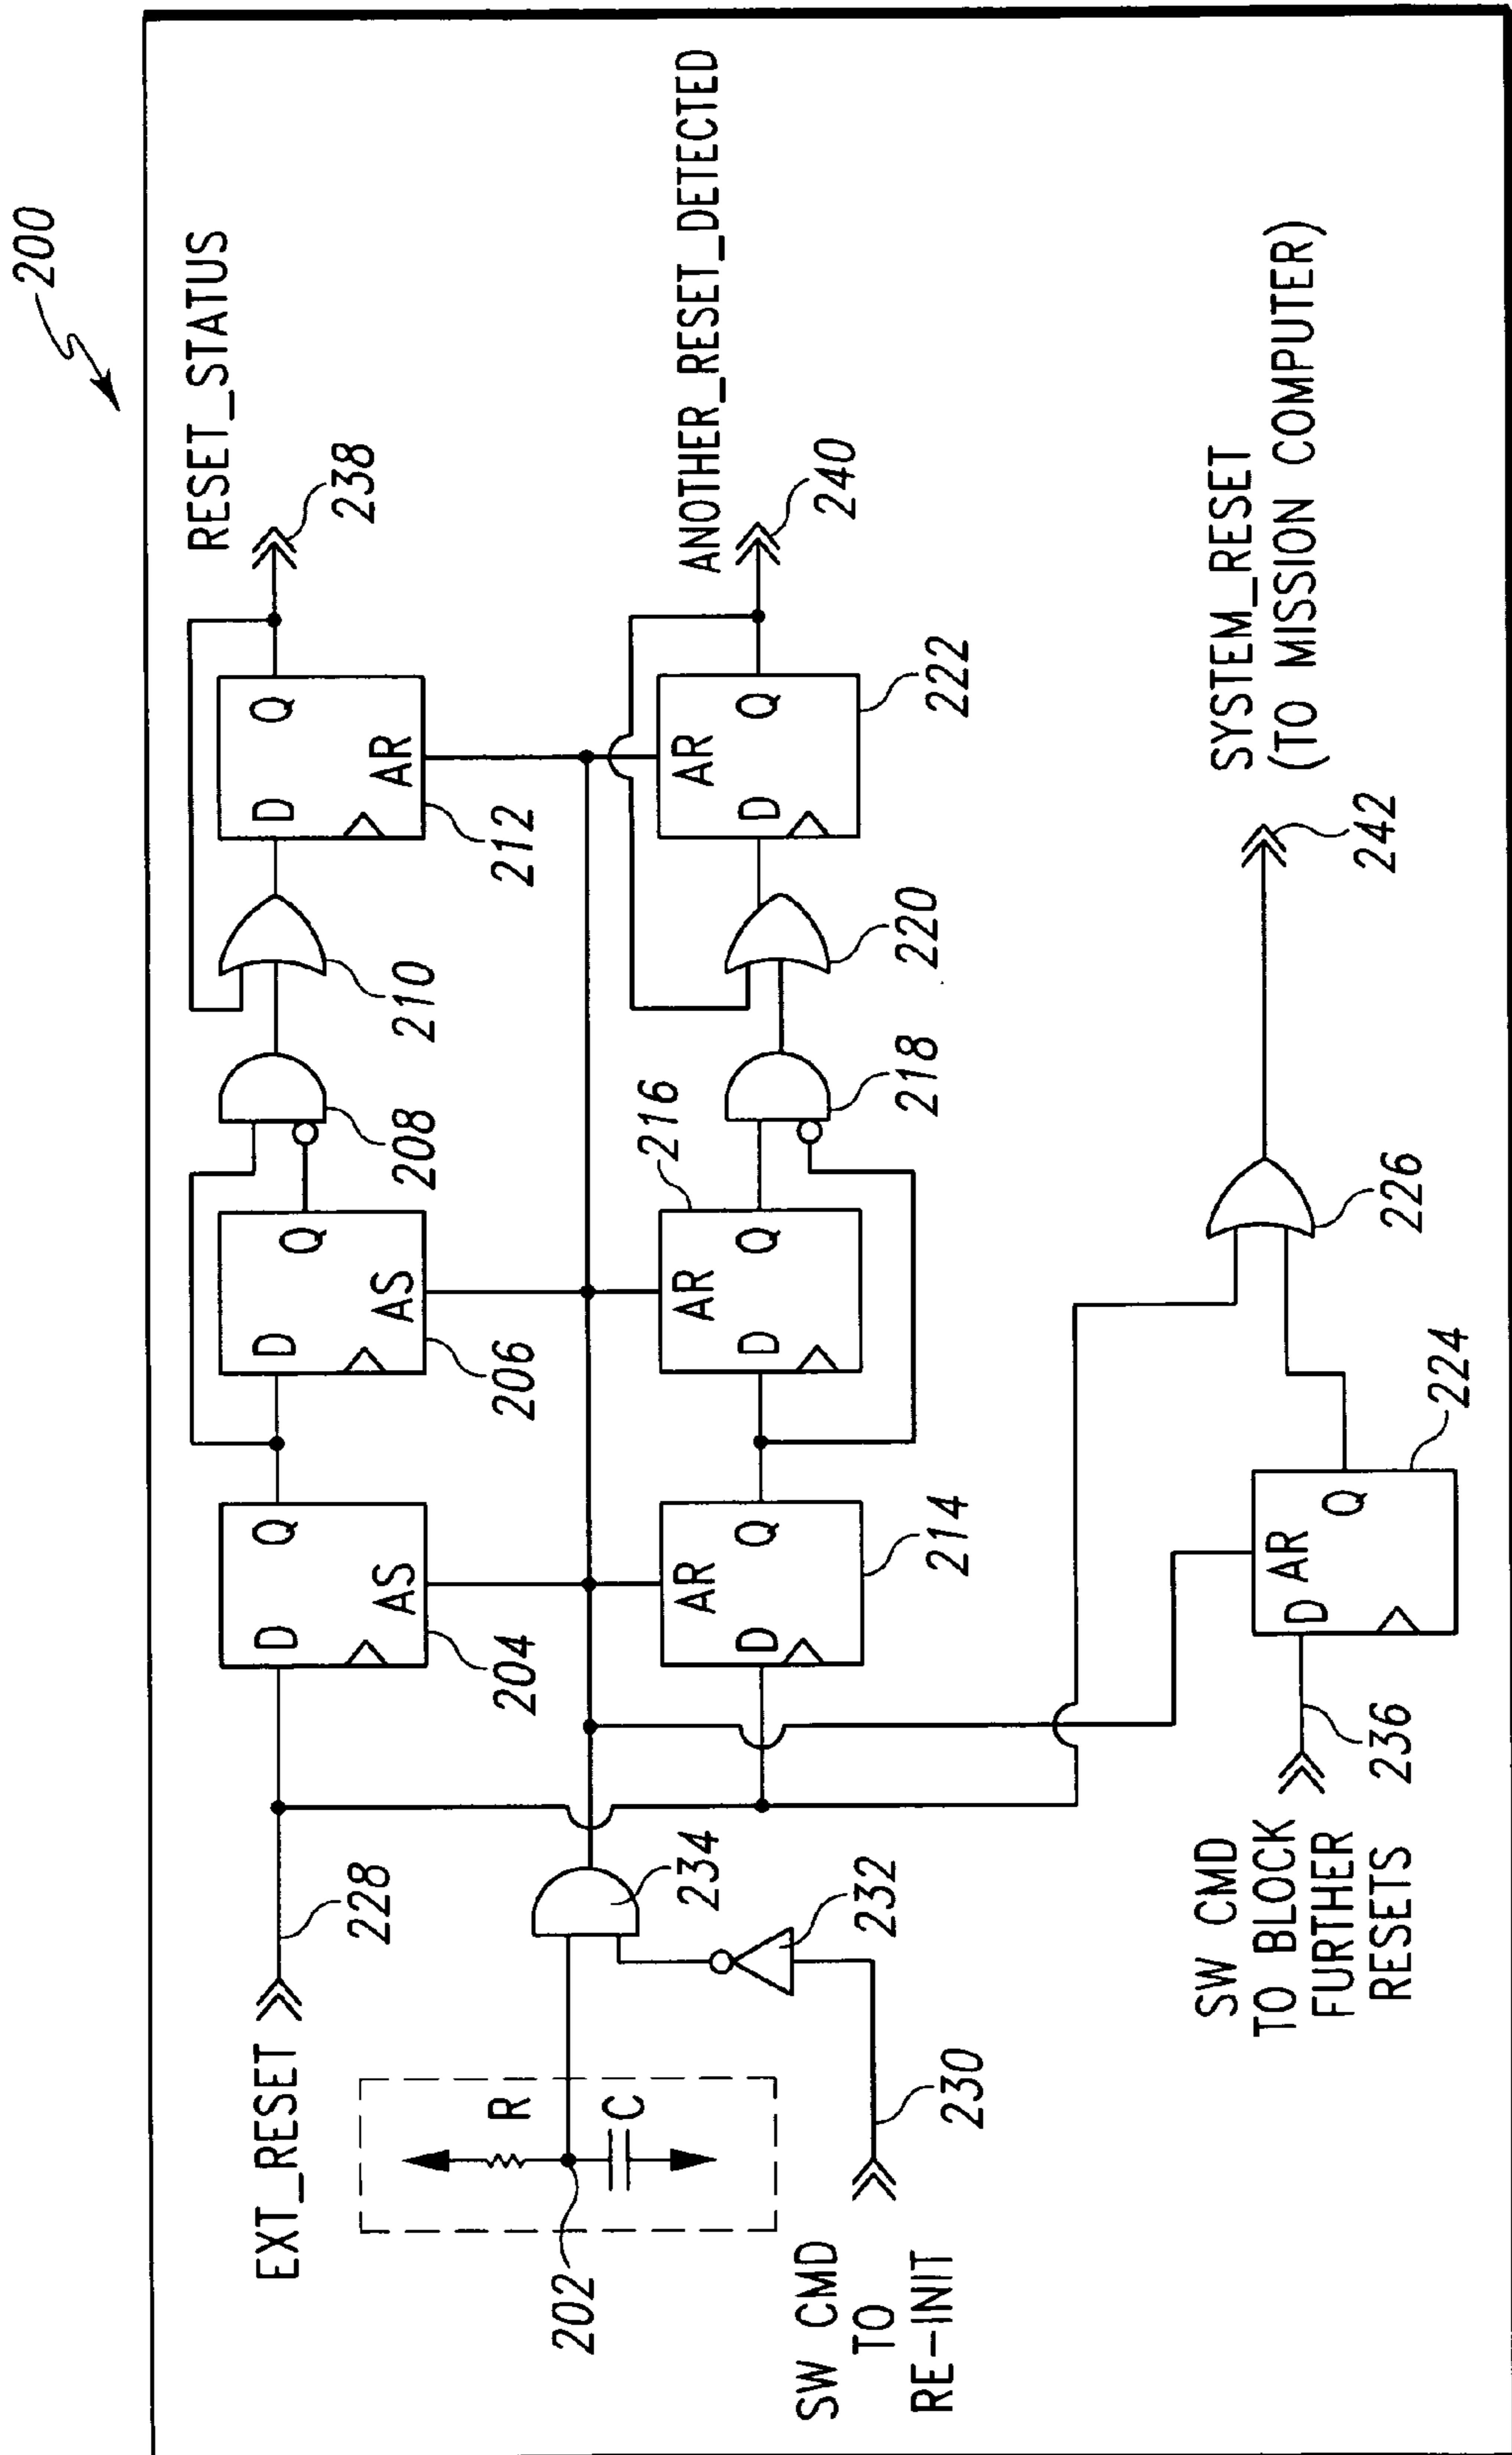 200
EXT_RESET
228
D
Q
AS
204
D
Q
AS
206
208
210
D
Q
AR
212
RESET_STATUS
238
R
C
202
234
232
SW CMD
TO
RE-INIT
230
D
Q
AR
214
D
Q
AR
216
218
220
D
Q
AR
222
ANOTHER_RESET_DETECTED
240
SW CMD
TO BLOCK
FURTHER
RESETS
236
D
AR
Q
224
226
242
SYSTEM_RESET
(TO MISSION COMPUTER)